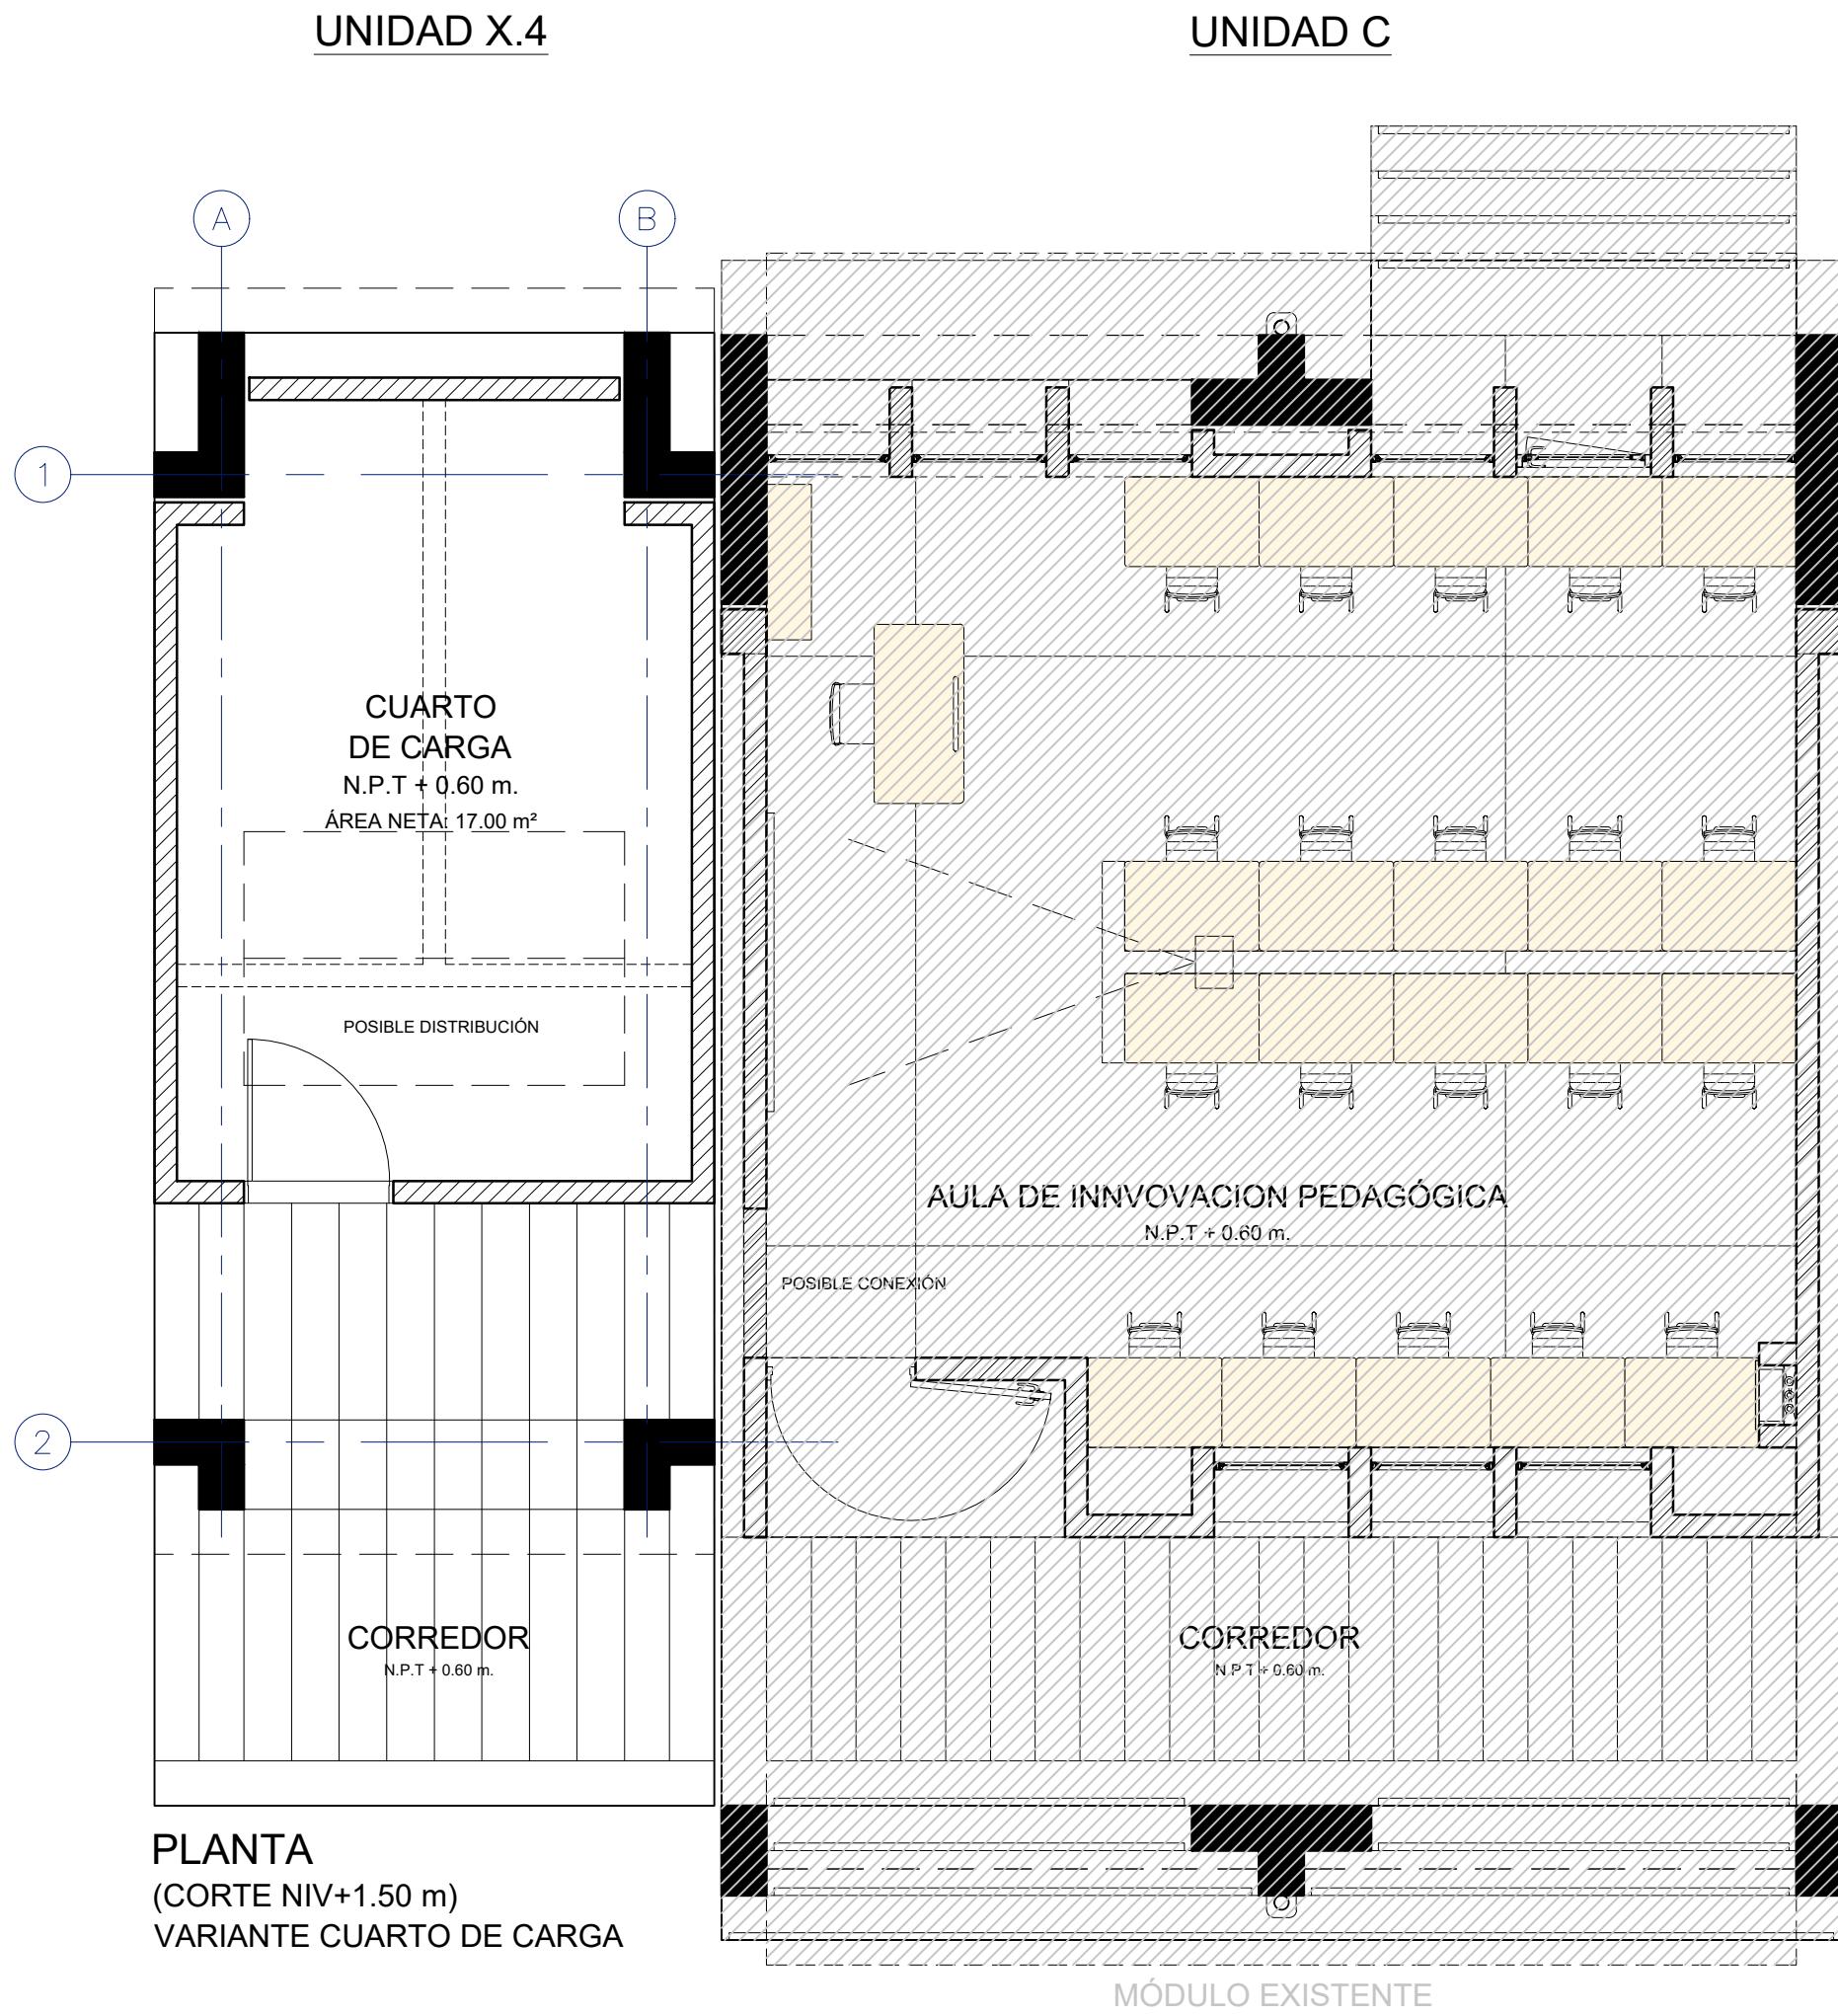 UNIDAD X.4
UNIDAD C
A
B
1
CUARTO
DE CARGA
N.P.T + 0.60 m.
ÁREA NETA: 17.00 m²
POSIBLE DISTRIBUCIÓN
AULA DE INNVOVACION PEDAGÓGICA
N.P.T + 0.60 m.
POSIBLE CONEXIÓN
2
CORREDOR
N.P.T + 0.60 m.
CORREDOR
N.P.T + 0.60 m.
PLANTA
(CORTE NIV+1.50 m)
VARIANTE CUARTO DE CARGA
MÓDULO EXISTENTE